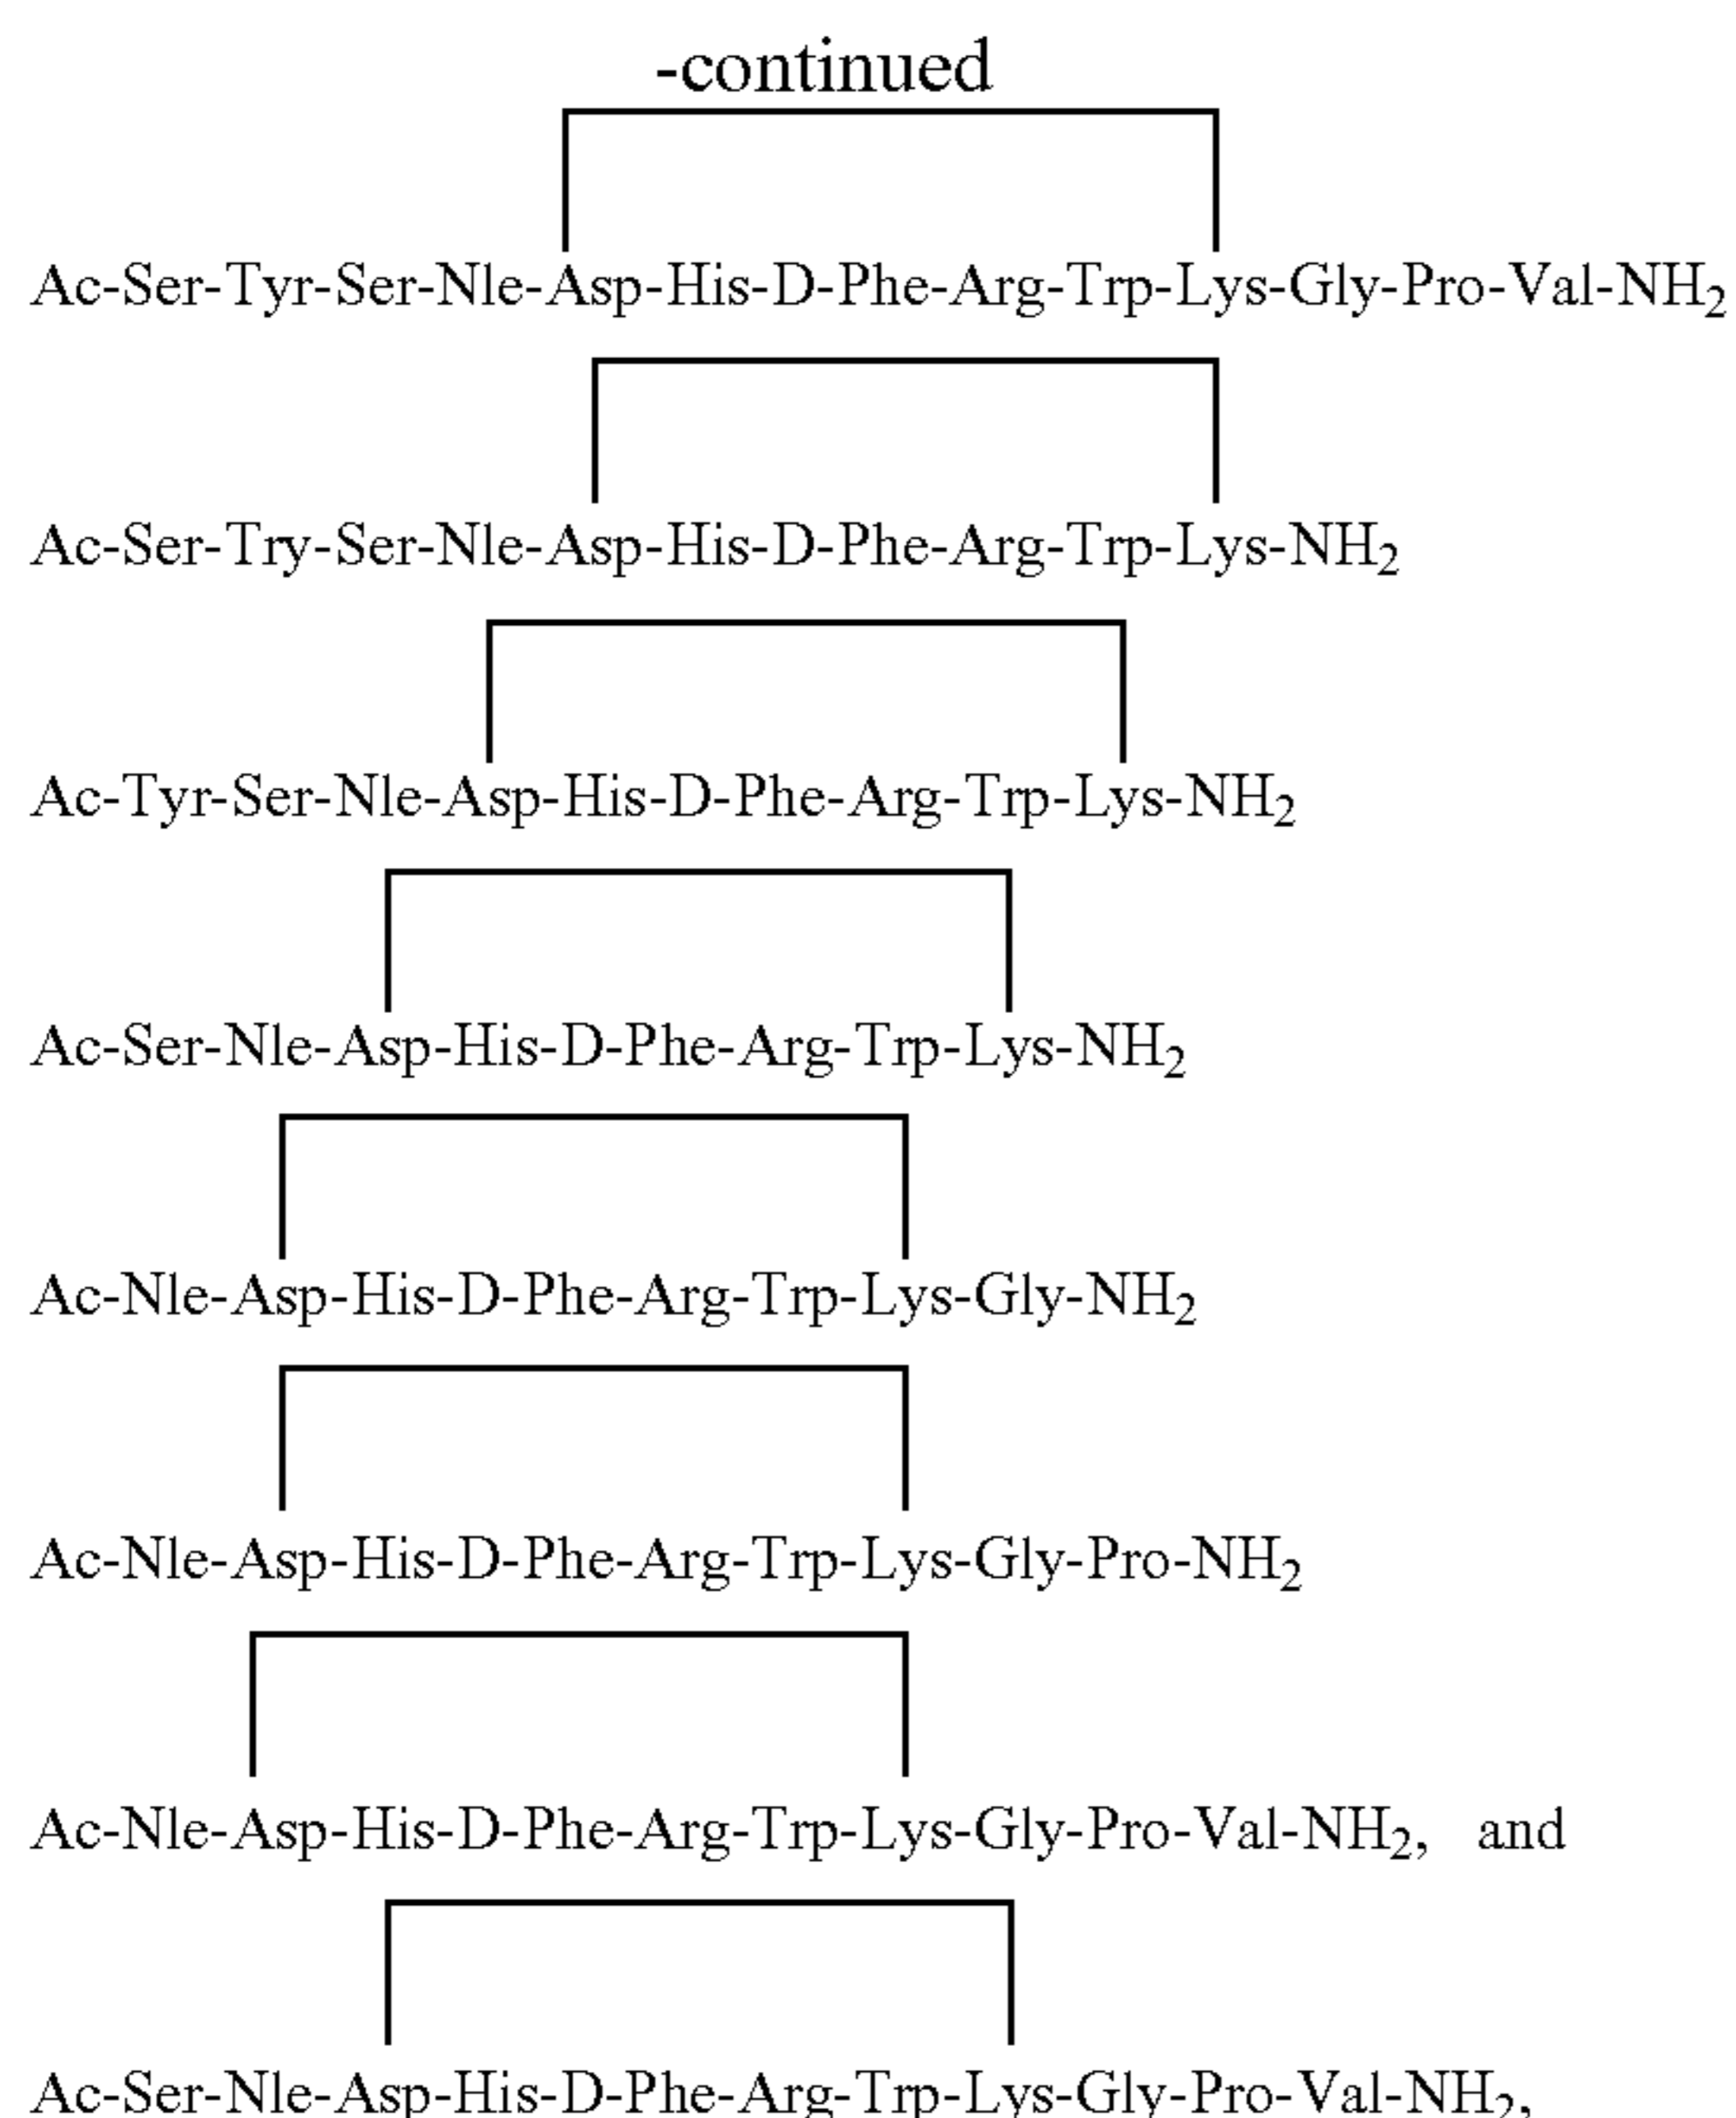 -continued
Ac-Ser-Tyr-Ser-Nle-Asp-His-D-Phe-Arg-Trp-Lys-Gly-Pro-Val-NH₂
Ac-Ser-Try-Ser-Nle-Asp-His-D-Phe-Arg-Trp-Lys-NH₂
Ac-Tyr-Ser-Nle-Asp-His-D-Phe-Arg-Trp-Lys-NH₂
Ac-Ser-Nle-Asp-His-D-Phe-Arg-Trp-Lys-NH₂
Ac-Nle-Asp-His-D-Phe-Arg-Trp-Lys-Gly-NH₂
Ac-Nle-Asp-His-D-Phe-Arg-Trp-Lys-Gly-Pro-NH₂
Ac-Nle-Asp-His-D-Phe-Arg-Trp-Lys-Gly-Pro-Val-NH₂, and
Ac-Ser-Nle-Asp-His-D-Phe-Arg-Trp-Lys-Gly-Pro-Val-NH₂,